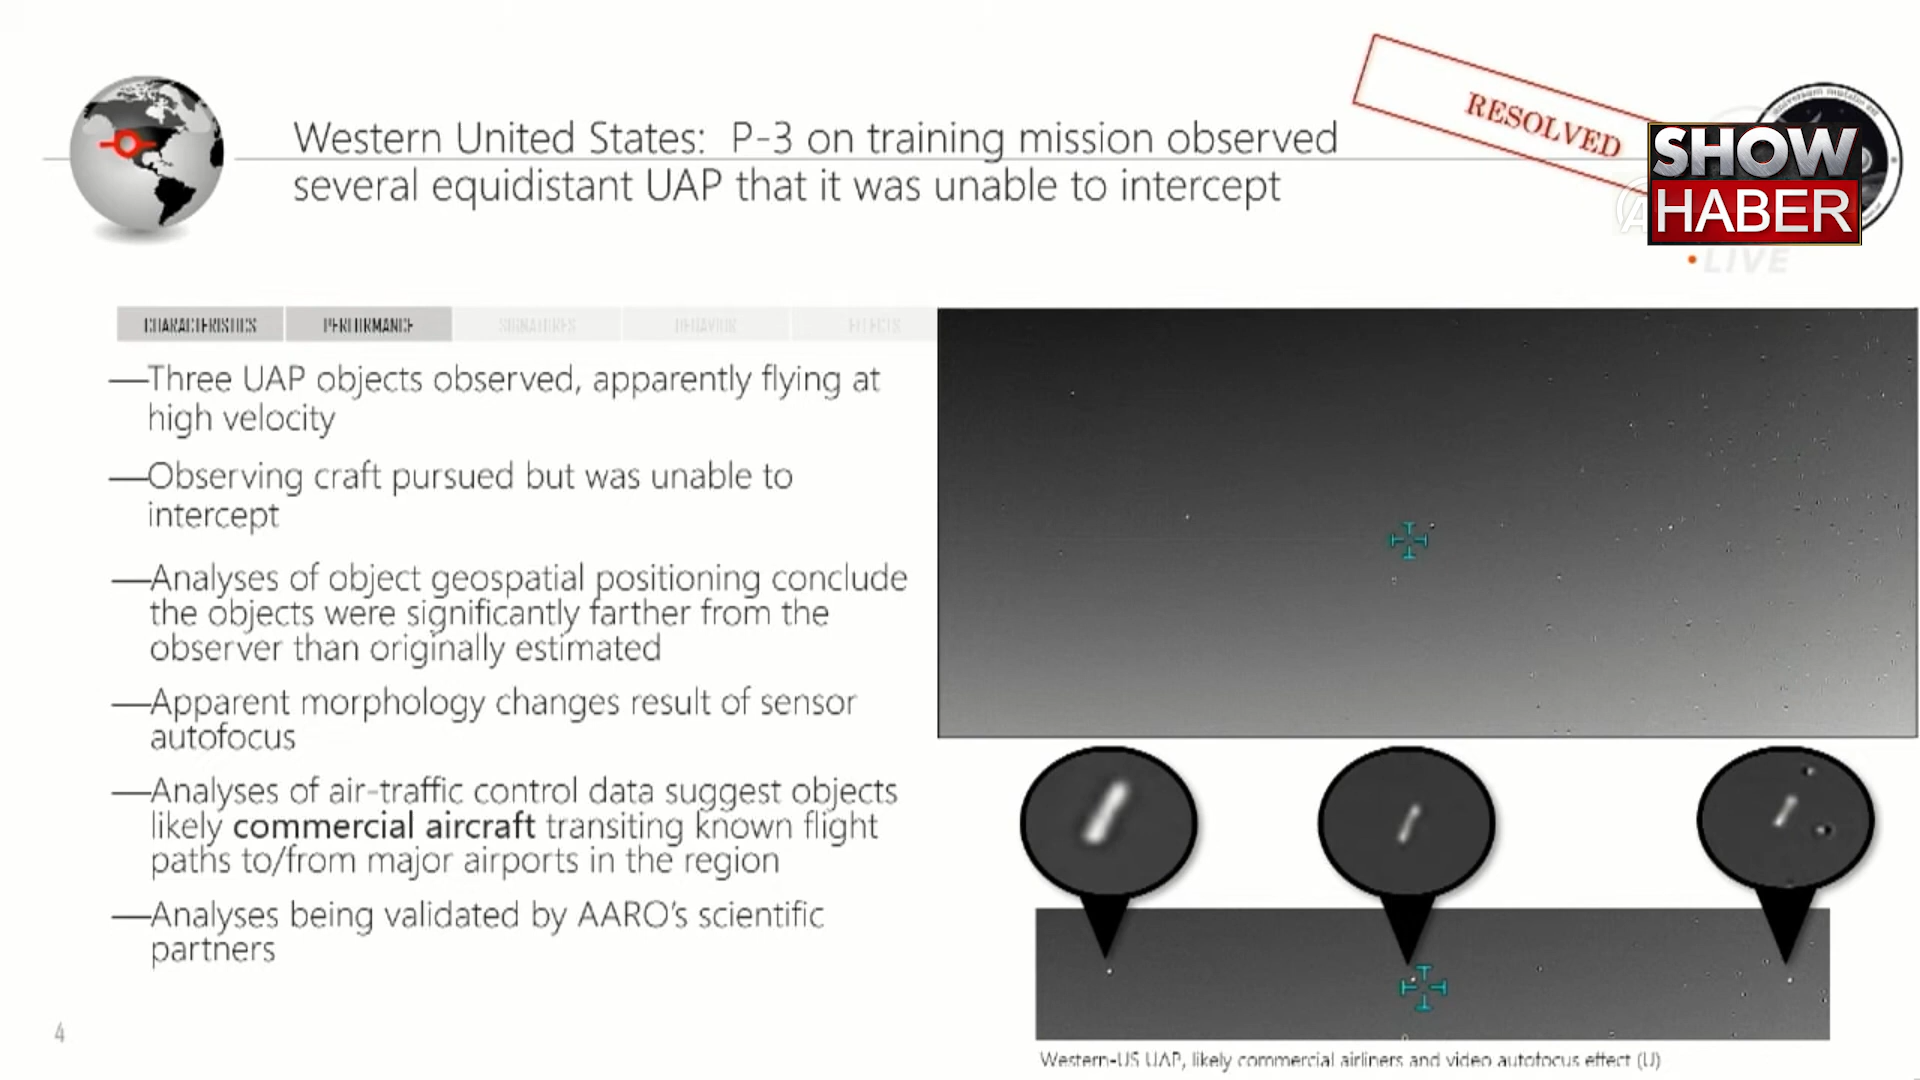 RESOLVED
Western United States: P-3 on training mission observed
several equidistant UAP that it was unable to intercept
SHOW
HABER
LIVE
CHARACTERISTICS PERFORMANCE SIGNATURES BEHAVIOR EFFECTS
—Three UAP objects observed, apparently flying at
high velocity
—Observing craft pursued but was unable to
intercept
—Analyses of object geospatial positioning conclude
the objects were significantly farther from the
observer than originally estimated
—Apparent morphology changes result of sensor
autofocus
—Analyses of air-traffic control data suggest objects
likely commercial aircraft transiting known flight
paths to/from major airports in the region
—Analyses being validated by AARO's scientific
partners
4
Western-US UAP, likely commercial airliners and video autofocus effect (U)